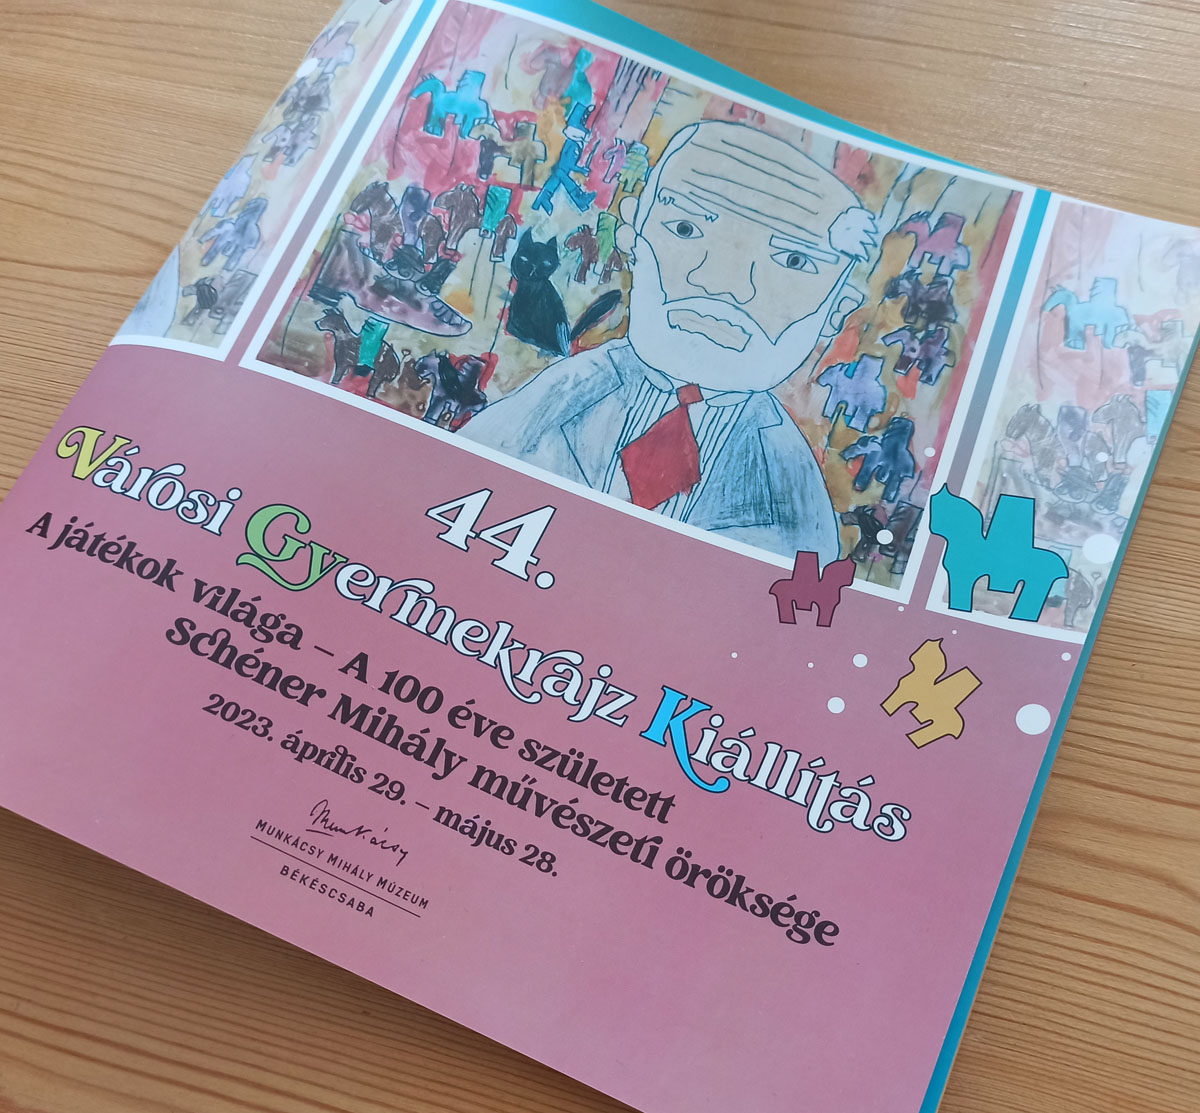 44.
Városi Gyermekrajz Kiállítás
A játékok világa – A 100 éve született
Schéner Mihály művészeti öröksége
2023. április 29. – május 28.
Munkácsy
MUNKÁCSY MIHÁLY MÚZEUM
BÉKÉSCSABA